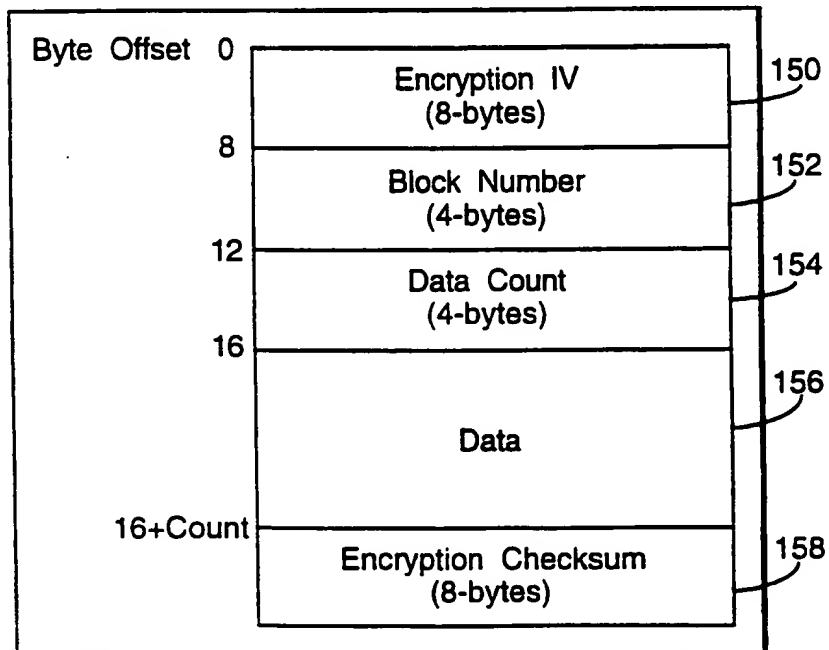 Byte Offset 0
Encryption IV
(8-bytes)
150
8
Block Number
(4-bytes)
152
12
Data Count
(4-bytes)
154
16
Data
156
16+Count
Encryption Checksum
(8-bytes)
158